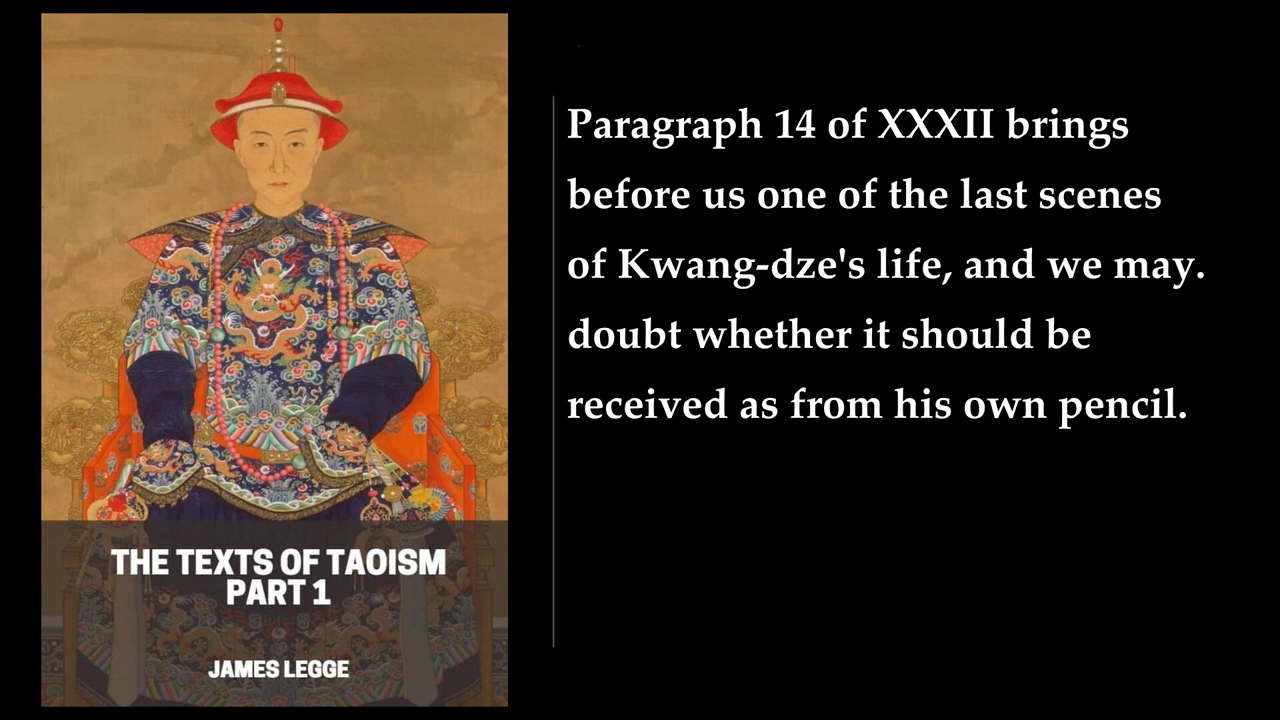 THE TEXTS OF TAOISM
PART 1
JAMES LEGGE
Paragraph 14 of XXXII brings
before us one of the last scenes
of Kwang-dze's life, and we may.
doubt whether it should be
received as from his own pencil.